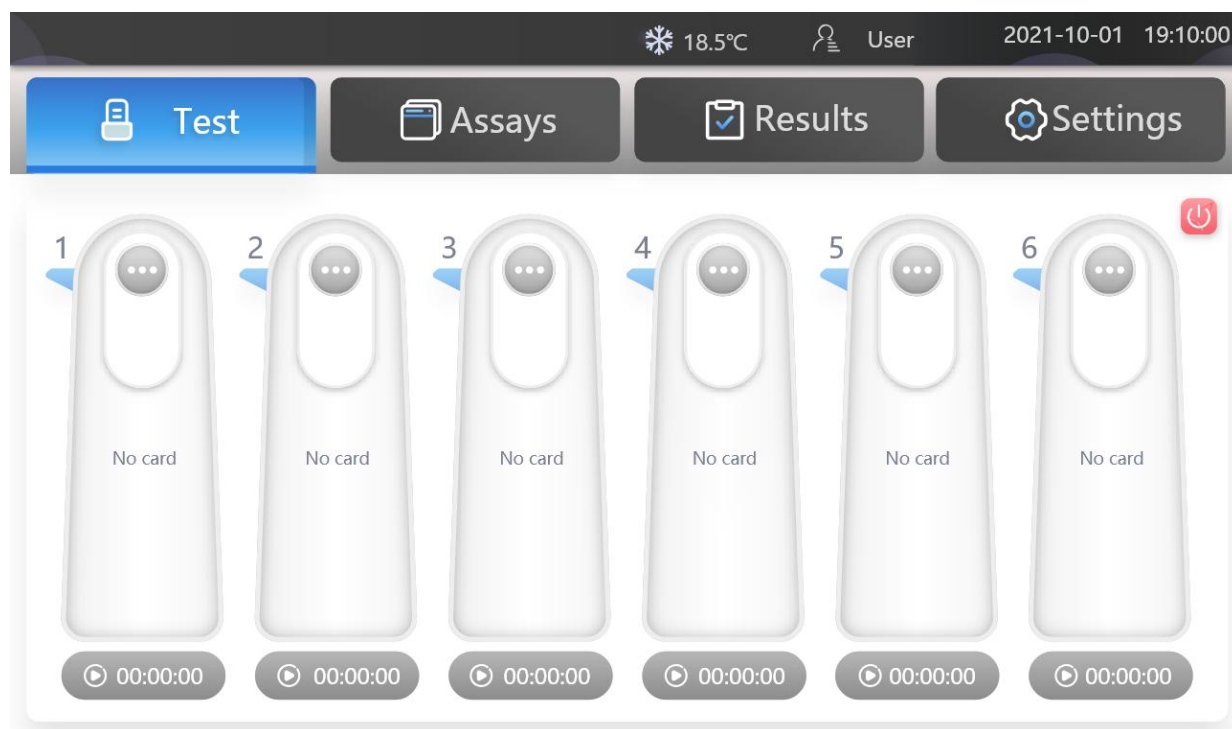 18.5℃ User 2021-10-01 19:10:00
Test Assays Results Settings
1 2 3 4 5 6
No card No card No card No card No card No card
00:00:00 00:00:00 00:00:00 00:00:00 00:00:00 00:00:00